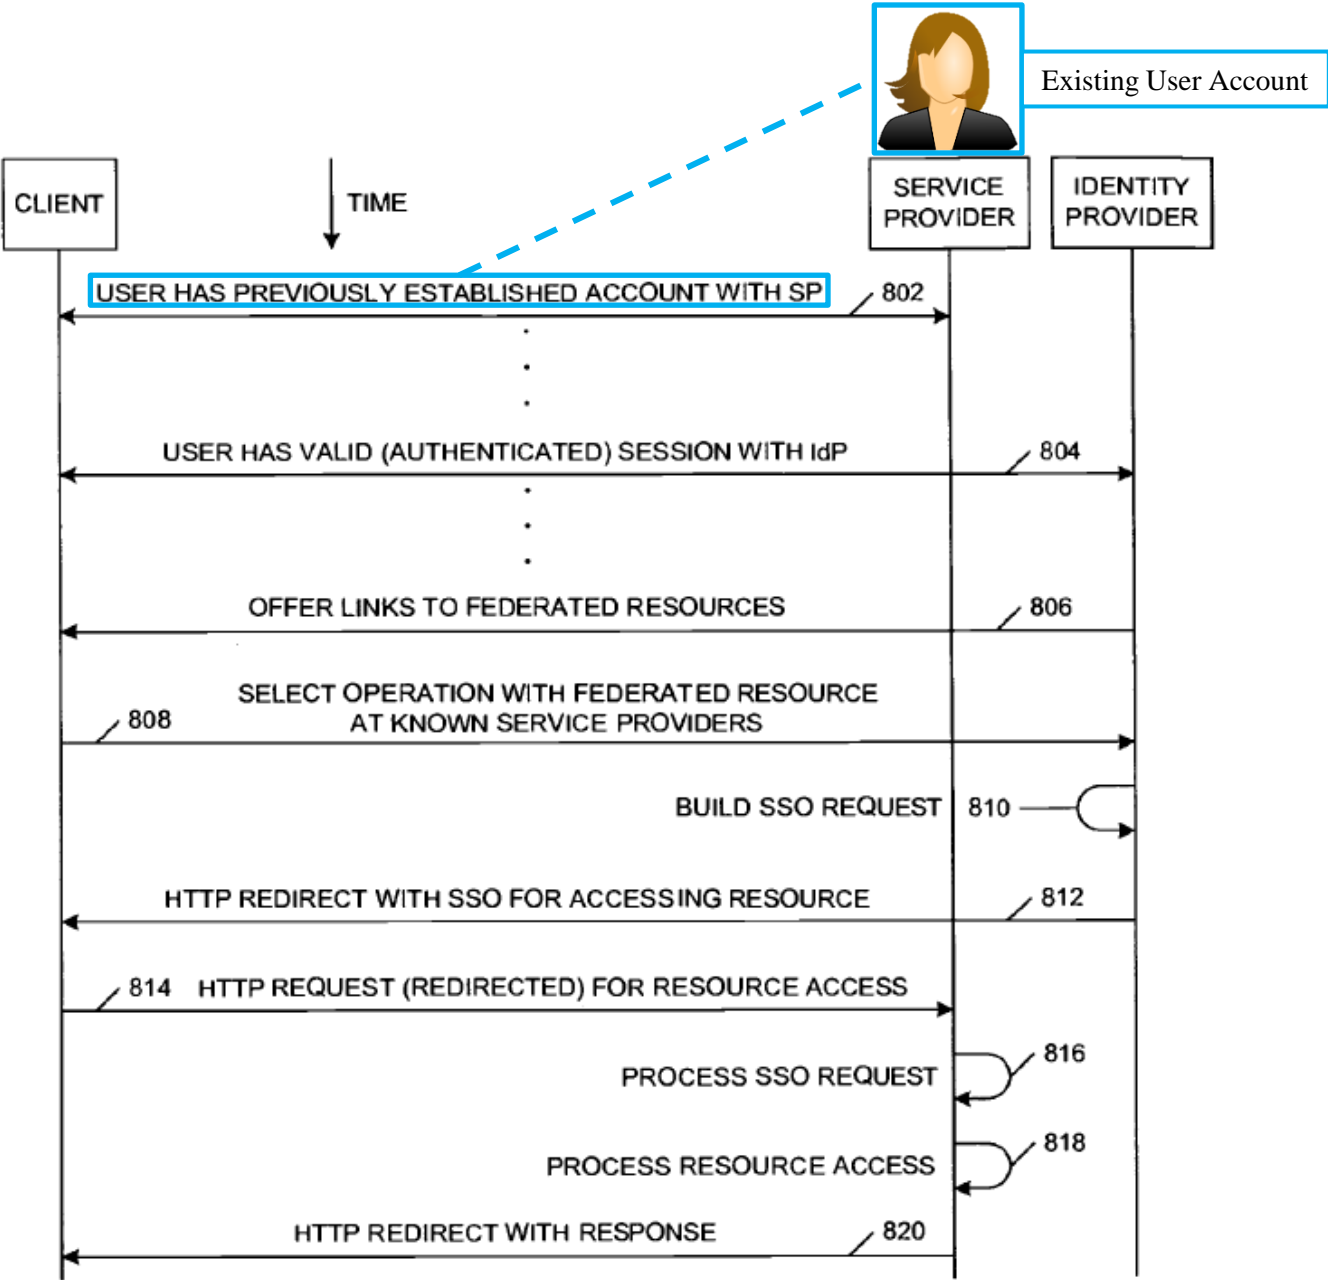 Existing User Account
CLIENT
TIME
SERVICE
PROVIDER
IDENTITY
PROVIDER
USER HAS PREVIOUSLY ESTABLISHED ACCOUNT WITH SP
802
USER HAS VALID (AUTHENTICATED) SESSION WITH IdP
804
OFFER LINKS TO FEDERATED RESOURCES
806
SELECT OPERATION WITH FEDERATED RESOURCE
AT KNOWN SERVICE PROVIDERS
808
BUILD SSO REQUEST
810
HTTP REDIRECT WITH SSO FOR ACCESSING RESOURCE
812
814
HTTP REQUEST (REDIRECTED) FOR RESOURCE ACCESS
816
PROCESS SSO REQUEST
818
PROCESS RESOURCE ACCESS
HTTP REDIRECT WITH RESPONSE
820